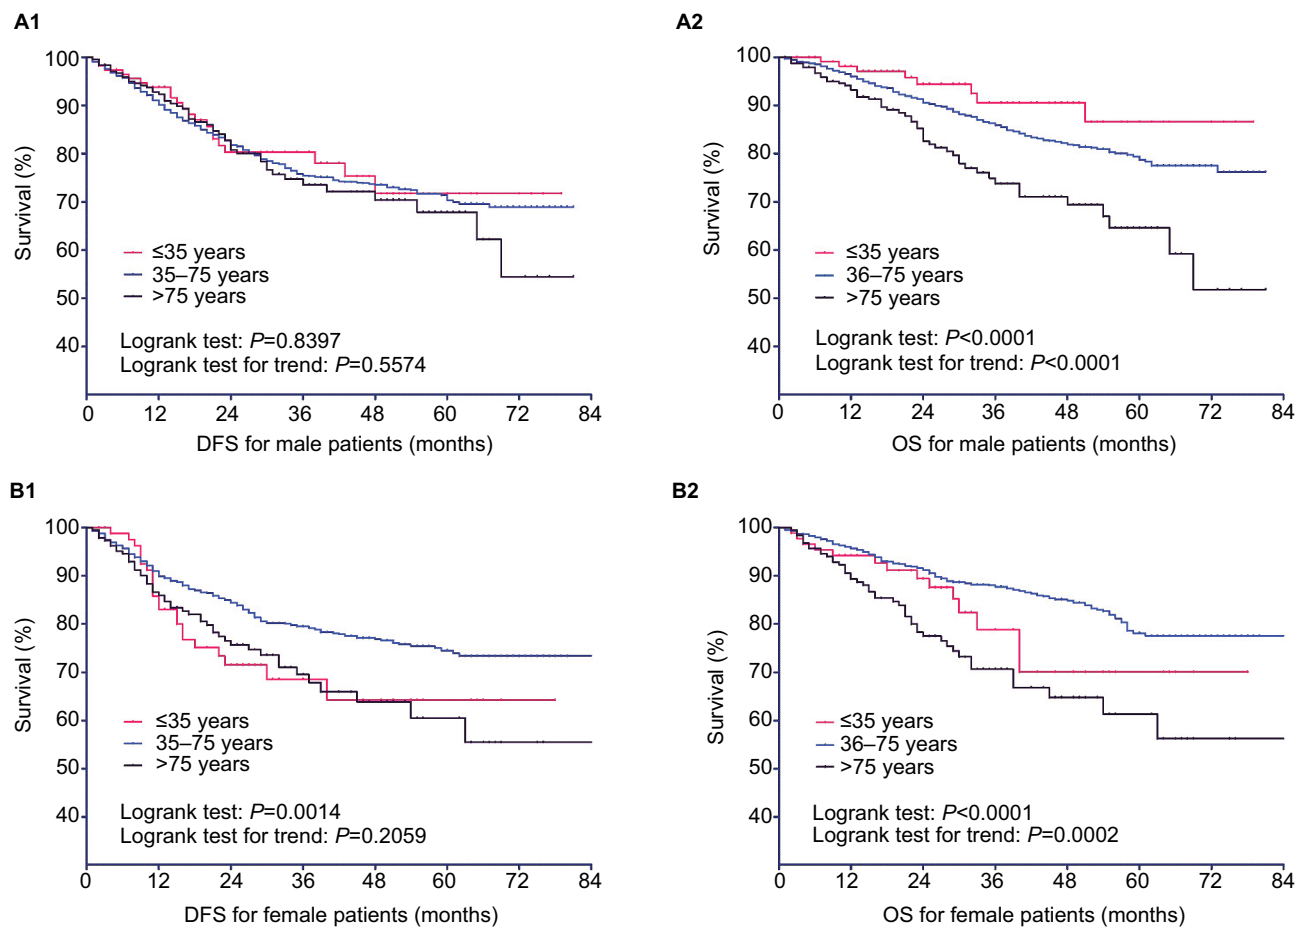 A1
100
90
80
70
60
50
40
Survival (%)
≤35 years
35–75 years
>75 years
Logrank test: P=0.8397
Logrank test for trend: P=0.5574
0 12 24 36 48 60 72 84
DFS for male patients (months)
A2
100
90
80
70
60
50
40
Survival (%)
≤35 years
36–75 years
>75 years
Logrank test: P<0.0001
Logrank test for trend: P<0.0001
0 12 24 36 48 60 72 84
OS for male patients (months)
B1
100
90
80
70
60
50
40
Survival (%)
≤35 years
35–75 years
>75 years
Logrank test: P=0.0014
Logrank test for trend: P=0.2059
0 12 24 36 48 60 72 84
DFS for female patients (months)
B2
100
90
80
70
60
50
40
Survival (%)
≤35 years
36–75 years
>75 years
Logrank test: P<0.0001
Logrank test for trend: P=0.0002
0 12 24 36 48 60 72 84
OS for female patients (months)